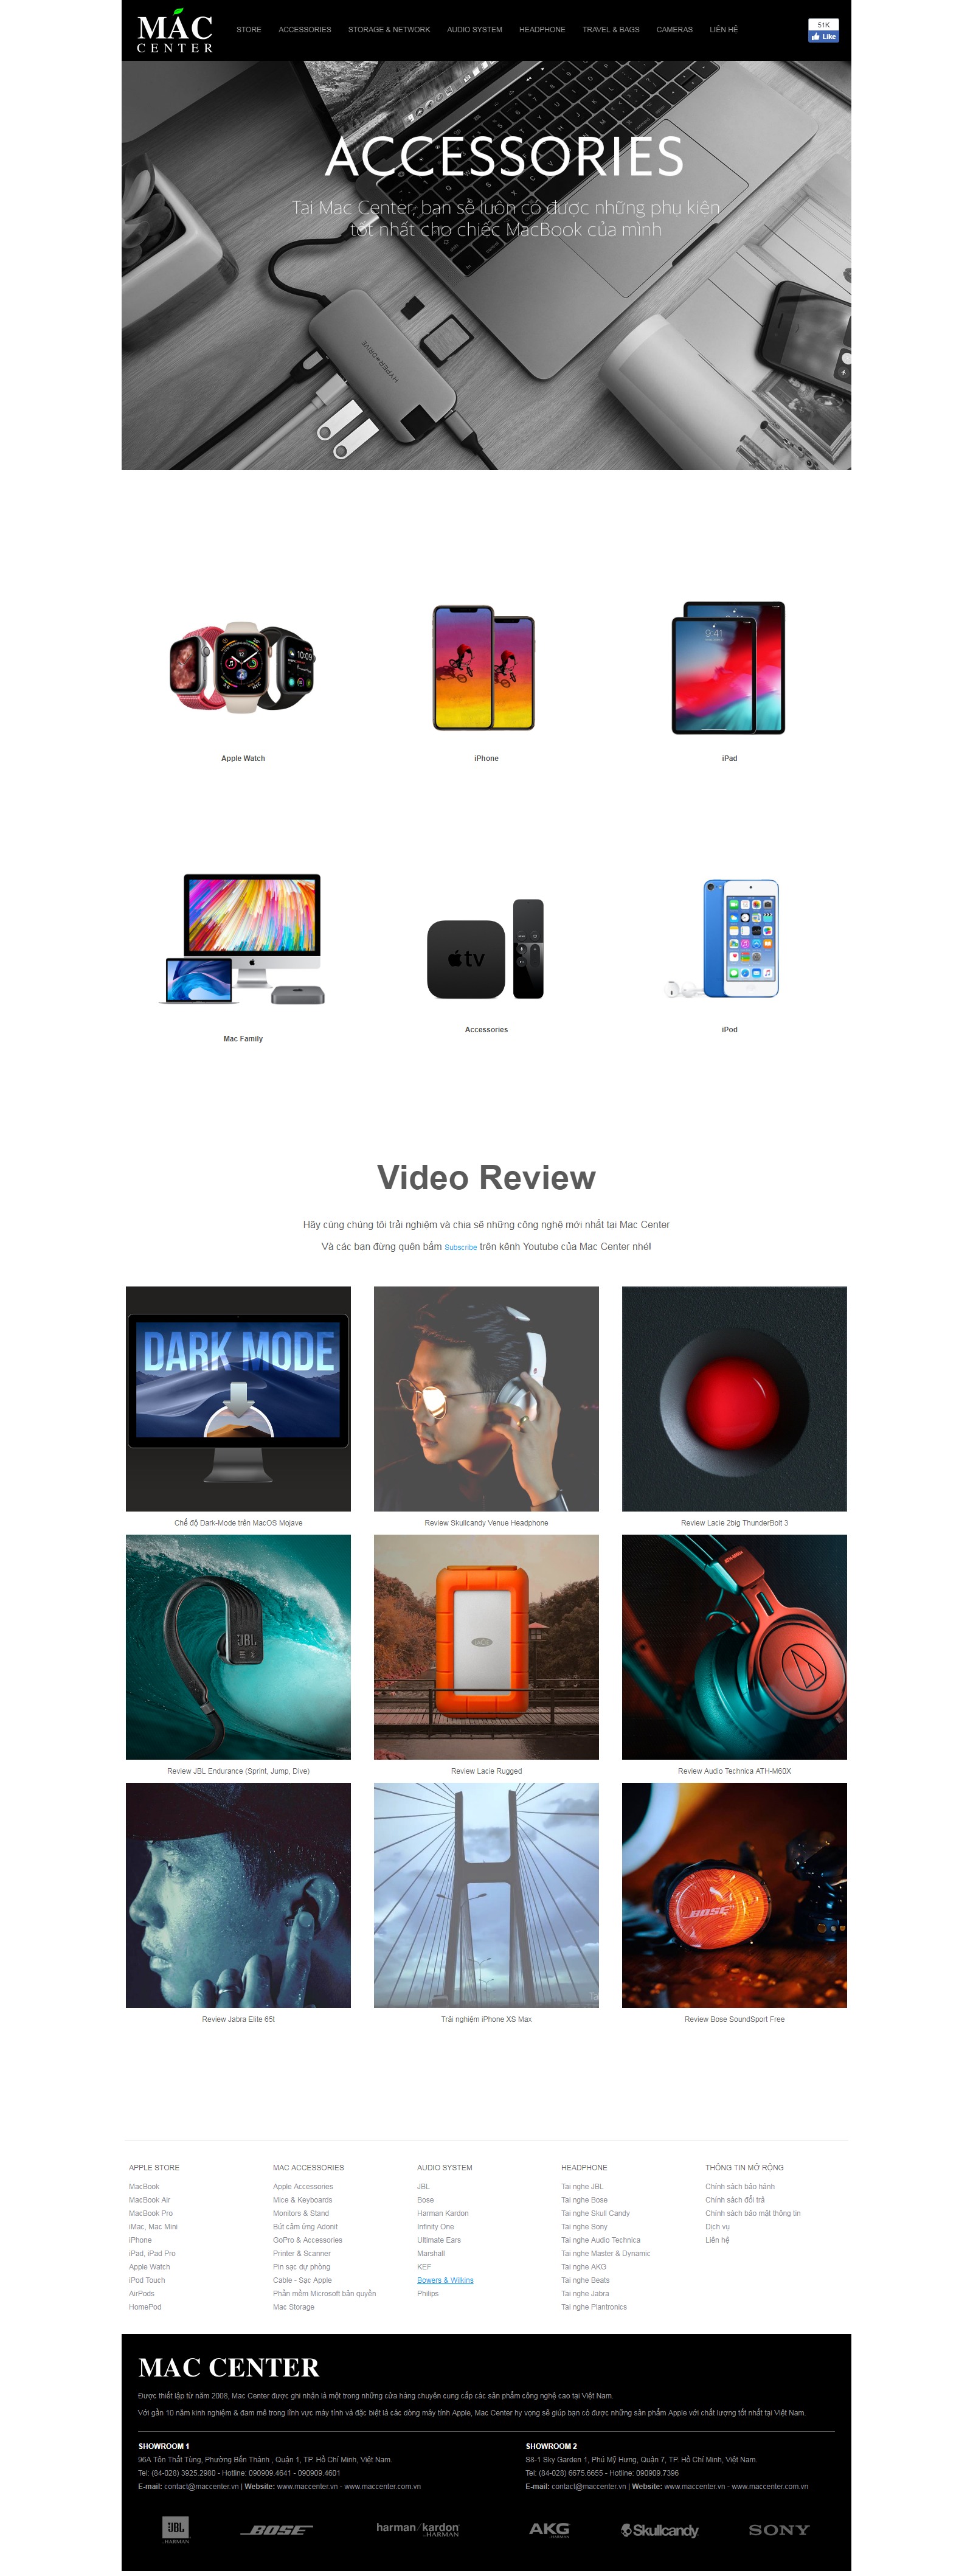 MAC
CENTER
STORE ACCESSORIES STORAGE & NETWORK AUDIO SYSTEM HEADPHONE TRAVEL & BAGS CAMERAS LIÊN HỆ
51K
Like
ACCESSORIES
Tại Mac Center, bạn sẽ luôn có được những phụ kiện
tốt nhất cho chiếc MacBook của mình
HYPER DRIVE
Apple Watch
iPhone
9:41
iPad
Mac Family
tv
Accessories
iPod
Video Review
Hãy cùng chúng tôi trải nghiệm và chia sẽ những công nghệ mới nhất tại Mac Center
Và các bạn đừng quên bấm Subscribe trên kênh Youtube của Mac Center nhé!
DARK MODE
Chế độ Dark-Mode trên MacOS Mojave
Review Skullcandy Venue Headphone
Review Lacie 2big ThunderBolt 3
JBL
Review JBL Endurance (Sprint, Jump, Dive)
Review Lacie Rugged
Review Audio Technica ATH-M60X
Review Jabra Elite 65t
Trải nghiệm iPhone XS Max
BOSE
Review Bose SoundSport Free
APPLE STORE
MacBook
MacBook Air
MacBook Pro
iMac, Mac Mini
iPhone
iPad, iPad Pro
Apple Watch
iPod Touch
AirPods
HomePod
MAC ACCESSORIES
Apple Accessories
Mice & Keyboards
Monitors & Stand
Bút cảm ứng Adonit
GoPro & Accessories
Printer & Scanner
Pin sạc dự phòng
Cable - Sạc Apple
Phần mềm Microsoft bản quyền
Mac Storage
AUDIO SYSTEM
JBL
Bose
Harman Kardon
Infinity One
Ultimate Ears
Marshall
KEF
Bowers & Wilkins
Philips
HEADPHONE
Tai nghe JBL
Tai nghe Bose
Tai nghe Skull Candy
Tai nghe Sony
Tai nghe Audio Technica
Tai nghe Master & Dynamic
Tai nghe AKG
Tai nghe Beats
Tai nghe Jabra
Tai nghe Plantronics
THÔNG TIN MỞ RỘNG
Chính sách bảo hành
Chính sách đổi trả
Chính sách bảo mật thông tin
Dịch vụ
Liên hệ
MAC CENTER
Được thiết lập từ năm 2008, Mac Center được ghi nhận là một trong những cửa hàng chuyên cung cấp các sản phẩm công nghệ cao tại Việt Nam.
Với gần 10 năm kinh nghiệm & đam mê trong lĩnh vực máy tính và đặc biệt là các dòng máy tính Apple, Mac Center hy vọng sẽ giúp bạn có được những sản phẩm Apple với chất lượng tốt nhất tại Việt Nam.
SHOWROOM 1
96A Tôn Thất Tùng, Phường Bến Thành , Quận 1, TP. Hồ Chí Minh, Việt Nam.
Tel: (84-028) 3925.2980 - Hotline: 090909.4641 - 090909.4601
E-mail: contact@maccenter.vn | Website: www.maccenter.vn - www.maccenter.com.vn
SHOWROOM 2
S8-1 Sky Garden 1, Phú Mỹ Hưng, Quận 7, TP. Hồ Chí Minh, Việt Nam.
Tel: (84-028) 6675.6655 - Hotline: 090909.7396
E-mail: contact@maccenter.vn | Website: www.maccenter.vn - www.maccenter.com.vn
JBL
HARMAN
BOSE
harman/kardon
HARMAN
AKG
HARMAN
Skullcandy
SONY